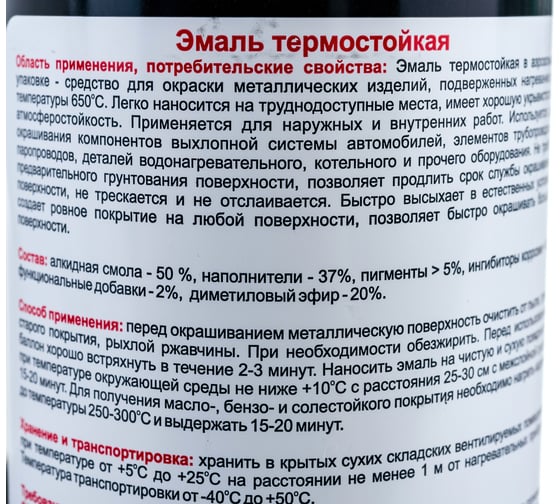 Эмаль термостойкая
Область применения, потребительские свойства: Эмаль термостойкая в
упаковке - средство для окраски металлических изделий, подверженных
температуры 650°С. Легко наносится на труднодоступные места, имеет хорошую
атмосферостойкость. Применяется для наружных и внутренних работ.
окрашивания компонентов выхлопной системы автомобилей, элементов
паропроводов, деталей водонагревательного, котельного и прочего оборудования. Не
предварительного грунтования поверхности, позволяет продлить срок службы
поверхности, не трескается и не отслаивается. Быстро высыхает в естественных
создает ровное покрытие на любой поверхности, позволяет быстро окрашивать
поверхности.
Состав: алкидная смола - 50 %, наполнители - 37%, пигменты > 5%, ингибиторы
функциональные добавки - 2%, диметиловый эфир - 20%.
Способ применения: перед окрашиванием металлическую поверхность очистить от
старого покрытия, рыхлой ржавчины. При необходимости обезжирить. Перед
баллон хорошо встряхнуть в течение 2-3 минут. Наносить эмаль на чистую и сухую
при температуре окружающей среды не ниже +10°С с расстояния 25-30 см с
15-20 минут. Для получения масло-, бензо- и солестойкого покрытия необходимо
до температуры 250-300°С и выдержать 15-20 минут.
Хранение и транспортировка: хранить в крытых сухих складских вентилируемых
при температуре от +5°С до +25°С на расстоянии не менее 1 м от
Температура транспортировки от -40°С до +50°С.